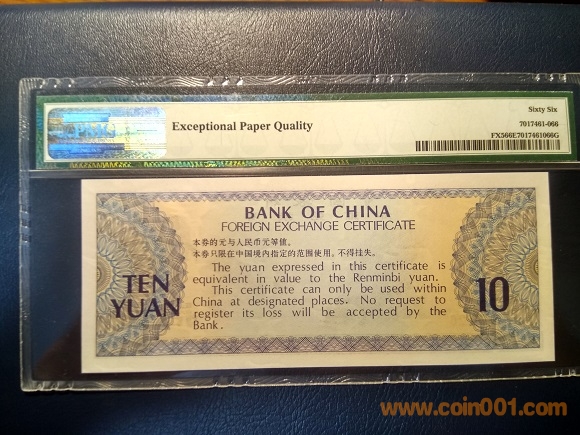 PMG
Exceptional Paper Quality
Sixty Six
7017461-066
FX566E7017461066G
BANK OF CHINA
FOREIGN EXCHANGE CERTIFICATE
本券的元与人民币元等值。
本券只限在中国境内指定的范围使用。不得挂失。
The yuan expressed in this certificate is
equivalent in value to the Renminbi yuan.
This certificate can only be used within
China at designated places. No request to
register its loss will be accepted by the
Bank.
TEN
YUAN
10
www.coin001.com